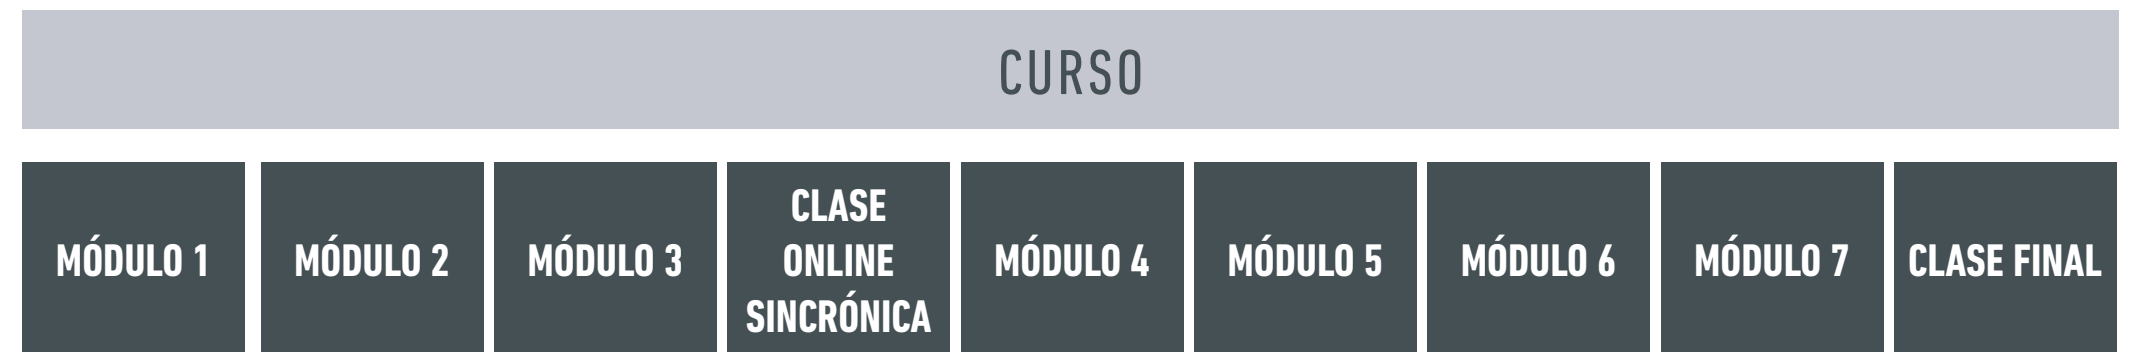 CURSO
MÓDULO 1
MÓDULO 2
MÓDULO 3
CLASE
ONLINE
SINCRÓNICA
MÓDULO 4
MÓDULO 5
MÓDULO 6
MÓDULO 7
CLASE FINAL